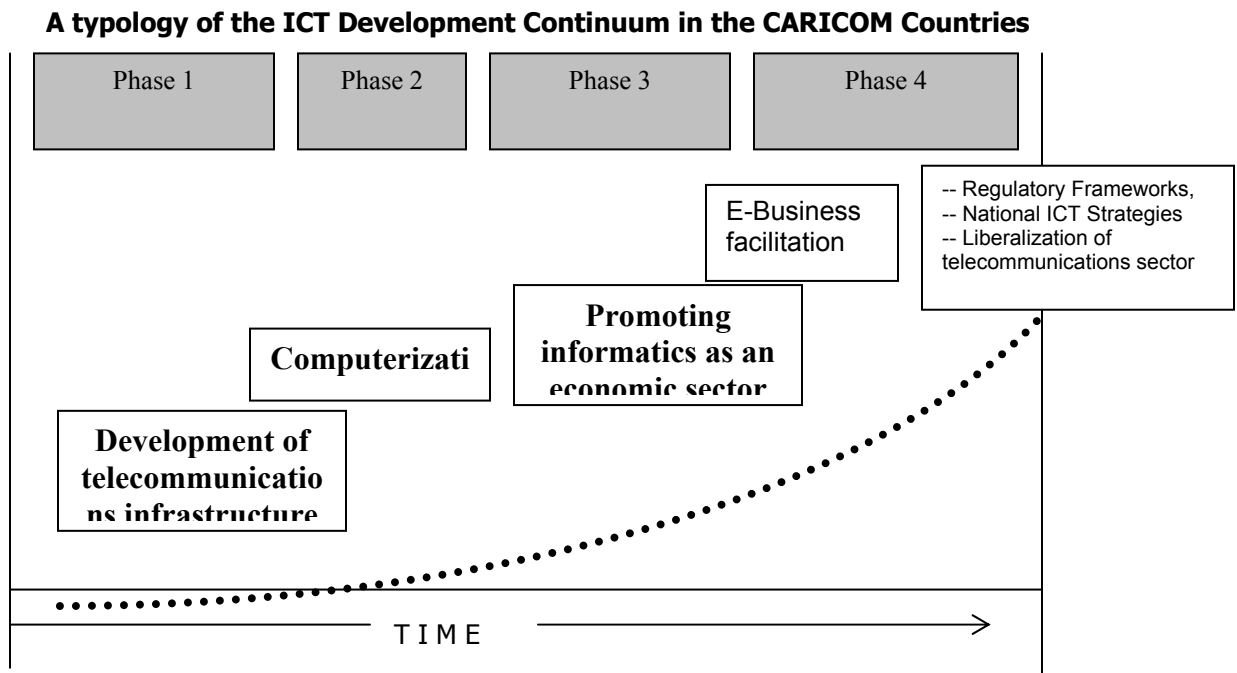 A typology of the ICT Development Continuum in the CARICOM Countries
Phase 1
Phase 2
Phase 3
Phase 4
-- Regulatory Frameworks,
-- National ICT Strategies
-- Liberalization of
telecommunications sector
E-Business
facilitation
Promoting
informatics as an
economic sector
Computerizati
Development of
telecommunicatio
ns infrastructure
T I M E